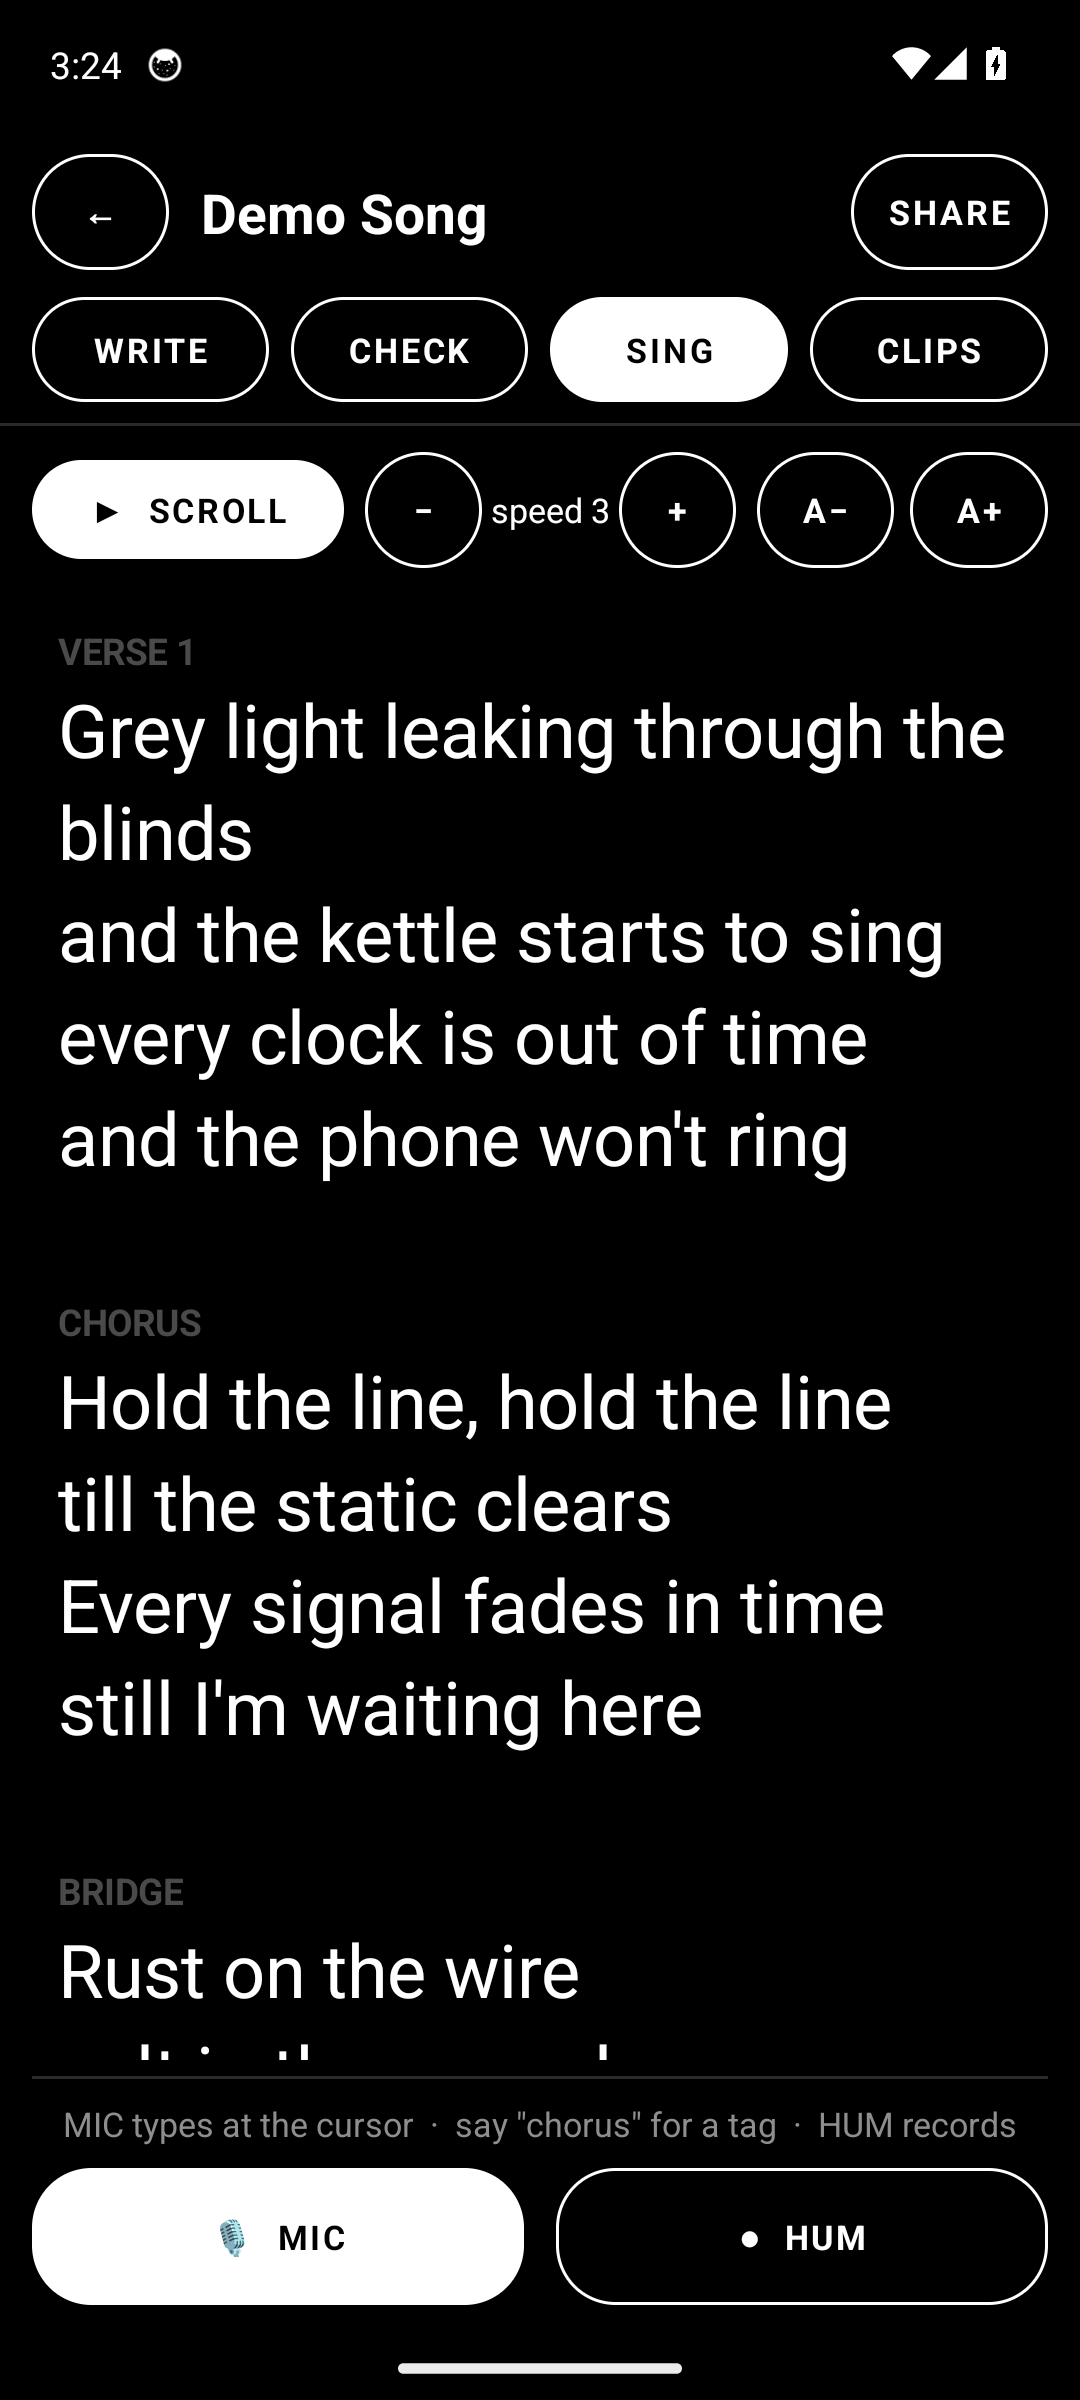 3:24
← Demo Song SHARE
WRITE CHECK SING CLIPS
▶ SCROLL − speed 3 + A− A+
VERSE 1
Grey light leaking through the
blinds
and the kettle starts to sing
every clock is out of time
and the phone won't ring
CHORUS
Hold the line, hold the line
till the static clears
Every signal fades in time
still I'm waiting here
BRIDGE
Rust on the wire
MIC types at the cursor · say "chorus" for a tag · HUM records
🎙️ MIC ● HUM